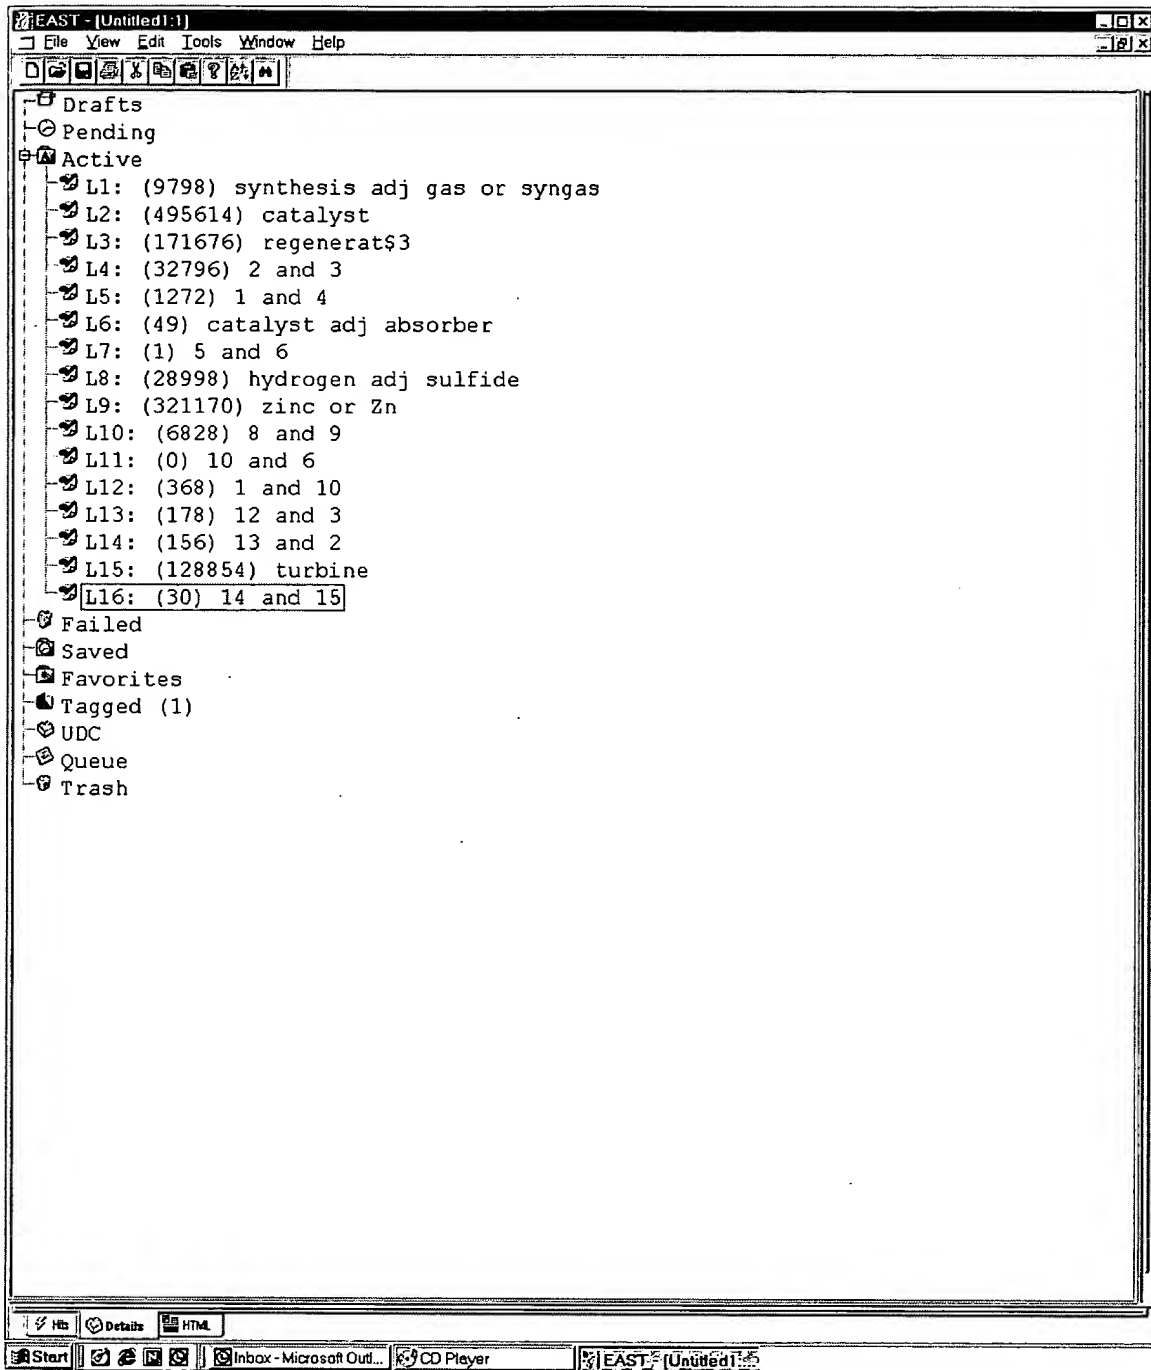 EAST - [Untitled1:1]
File View Edit Tools Window Help
Drafts
Pending
Active
L1: (9798) synthesis adj gas or syngas
L2: (495614) catalyst
L3: (171676) regenerat$3
L4: (32796) 2 and 3
L5: (1272) 1 and 4
L6: (49) catalyst adj absorber
L7: (1) 5 and 6
L8: (28998) hydrogen adj sulfide
L9: (321170) zinc or Zn
L10: (6828) 8 and 9
L11: (0) 10 and 6
L12: (368) 1 and 10
L13: (178) 12 and 3
L14: (156) 13 and 2
L15: (128854) turbine
L16: (30) 14 and 15
Failed
Saved
Favorites
Tagged (1)
UDC
Queue
Trash
Hits Details HTML
Start Inbox - Microsoft Outl... CD Player EAST - [Untitled1: